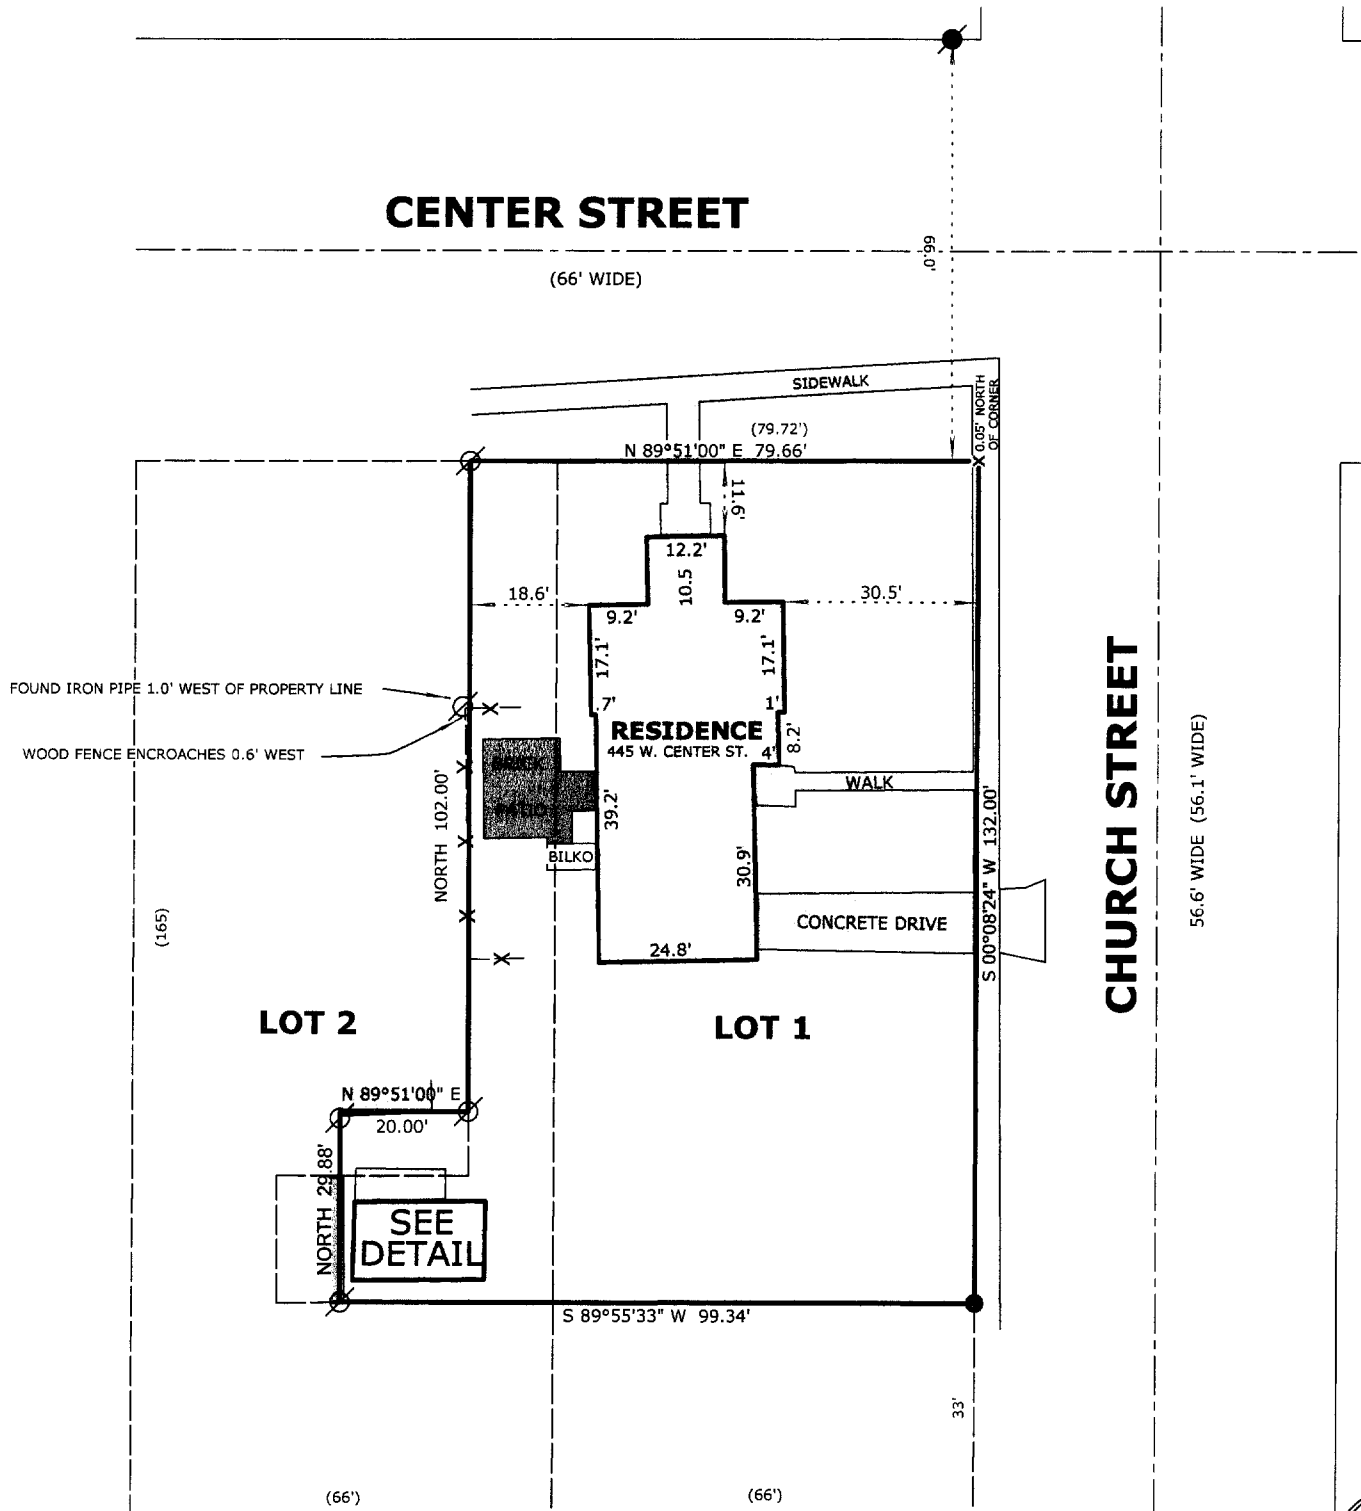 CENTER STREET
(66' WIDE)
66.0'
SIDEWALK
0.05' NORTH
OF CORNER
(79.72')
N 89°51'00" E 79.66'
11.6'
12.2'
10.5
18.6'
30.5'
9.2'
9.2'
17.1'
17.1'
FOUND IRON PIPE 1.0' WEST OF PROPERTY LINE
.7'
1'
RESIDENCE
445 W. CENTER ST.
4'
8.2'
WOOD FENCE ENCROACHES 0.6' WEST
BRICK
PATIO
WALK
NORTH 102.00'
39.2'
BILKO
30.9'
CONCRETE DRIVE
24.8'
S 00°08'24" W 132.00'
CHURCH STREET
56.6' WIDE (56.1' WIDE)
(165)
LOT 2
LOT 1
N 89°51'00" E
20.00'
NORTH 29.88'
SEE
DETAIL
S 89°55'33" W 99.34'
33'
(66')
(66')